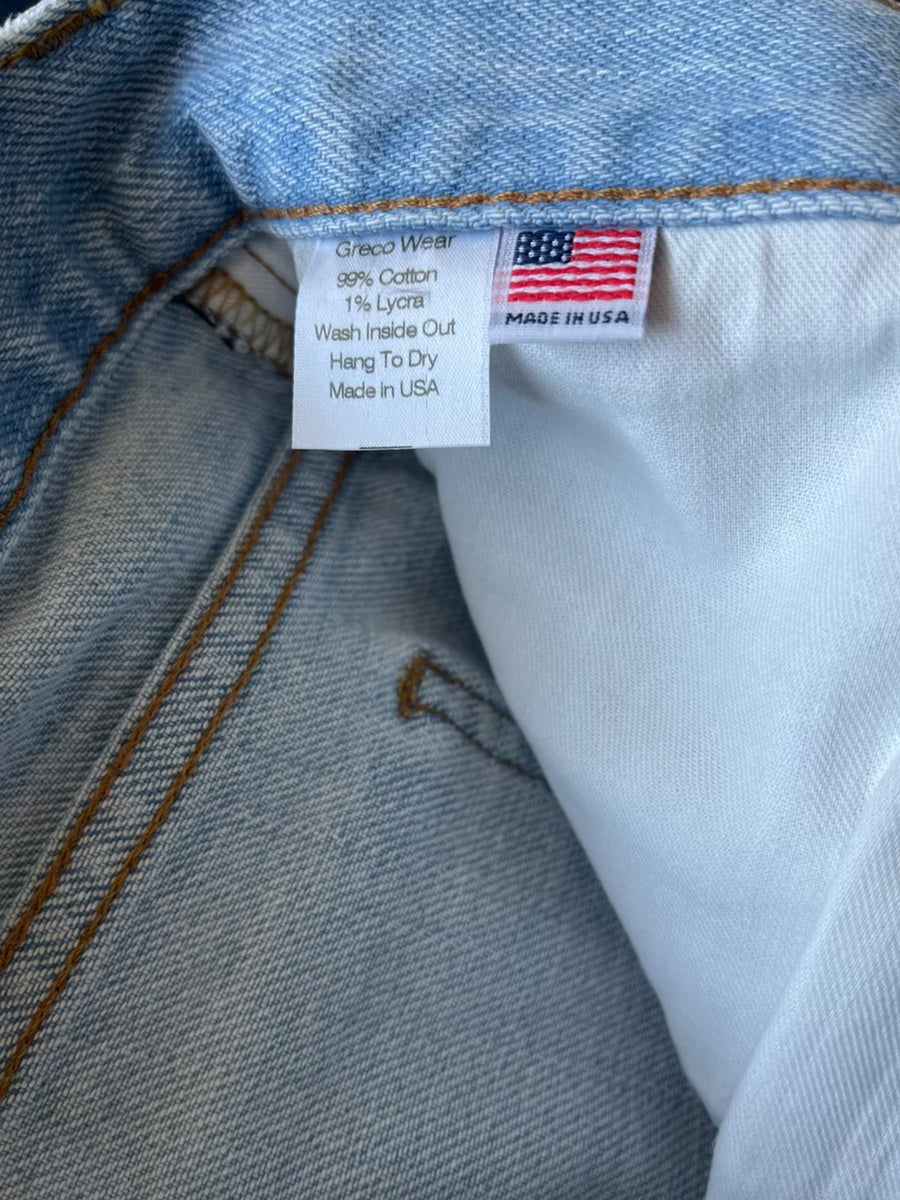 Greco Wear
99% Cotton
1% Lycra
Wash Inside Out
Hang To Dry
Made in USA
MADE IN USA